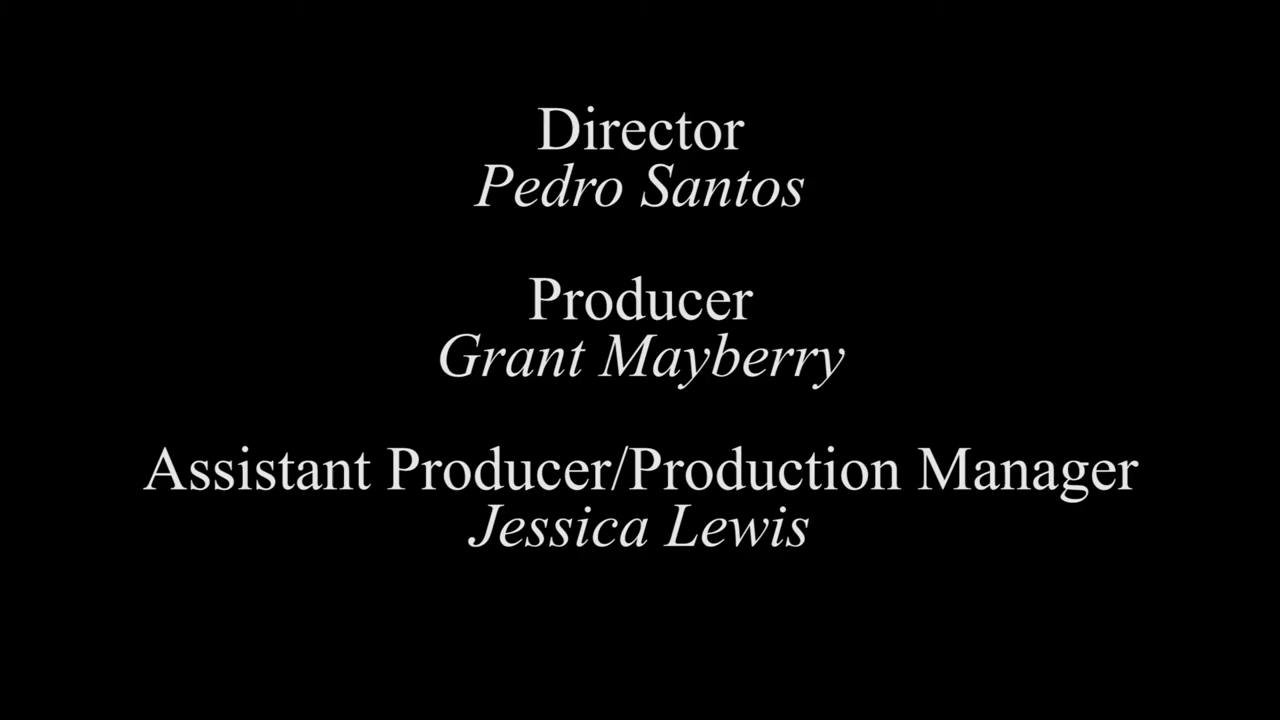 Director
Pedro Santos
Producer
Grant Mayberry
Assistant Producer/Production Manager
Jessica Lewis